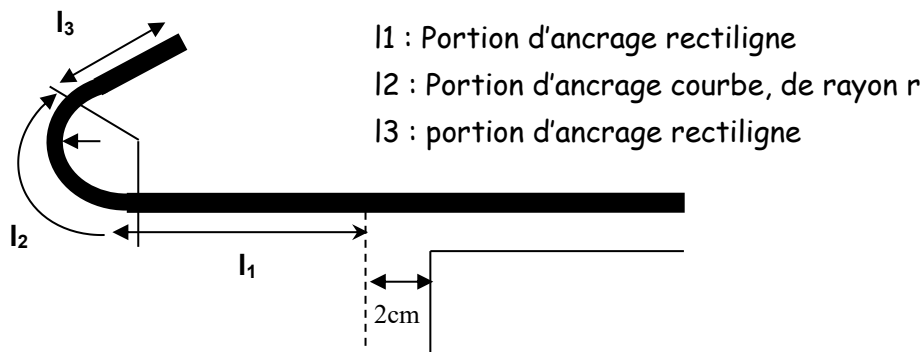 l3
l1 : Portion d’ancrage rectiligne
l2 : Portion d’ancrage courbe, de rayon r
l3 : portion d’ancrage rectiligne
l2
l1
2cm